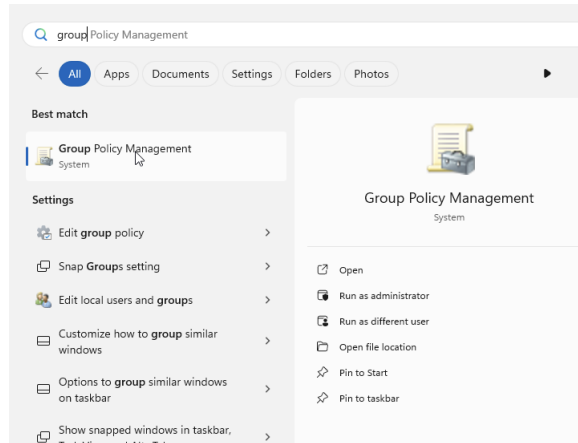 group Policy Management
All Apps Documents Settings Folders Photos
Best match
Group Policy Management
System
Settings
Edit group policy
Snap Groups setting
Edit local users and groups
Customize how to group similar
windows
Options to group similar windows
on taskbar
Show snapped windows in taskbar,
Group Policy Management
System
Open
Run as administrator
Run as different user
Open file location
Pin to Start
Pin to taskbar